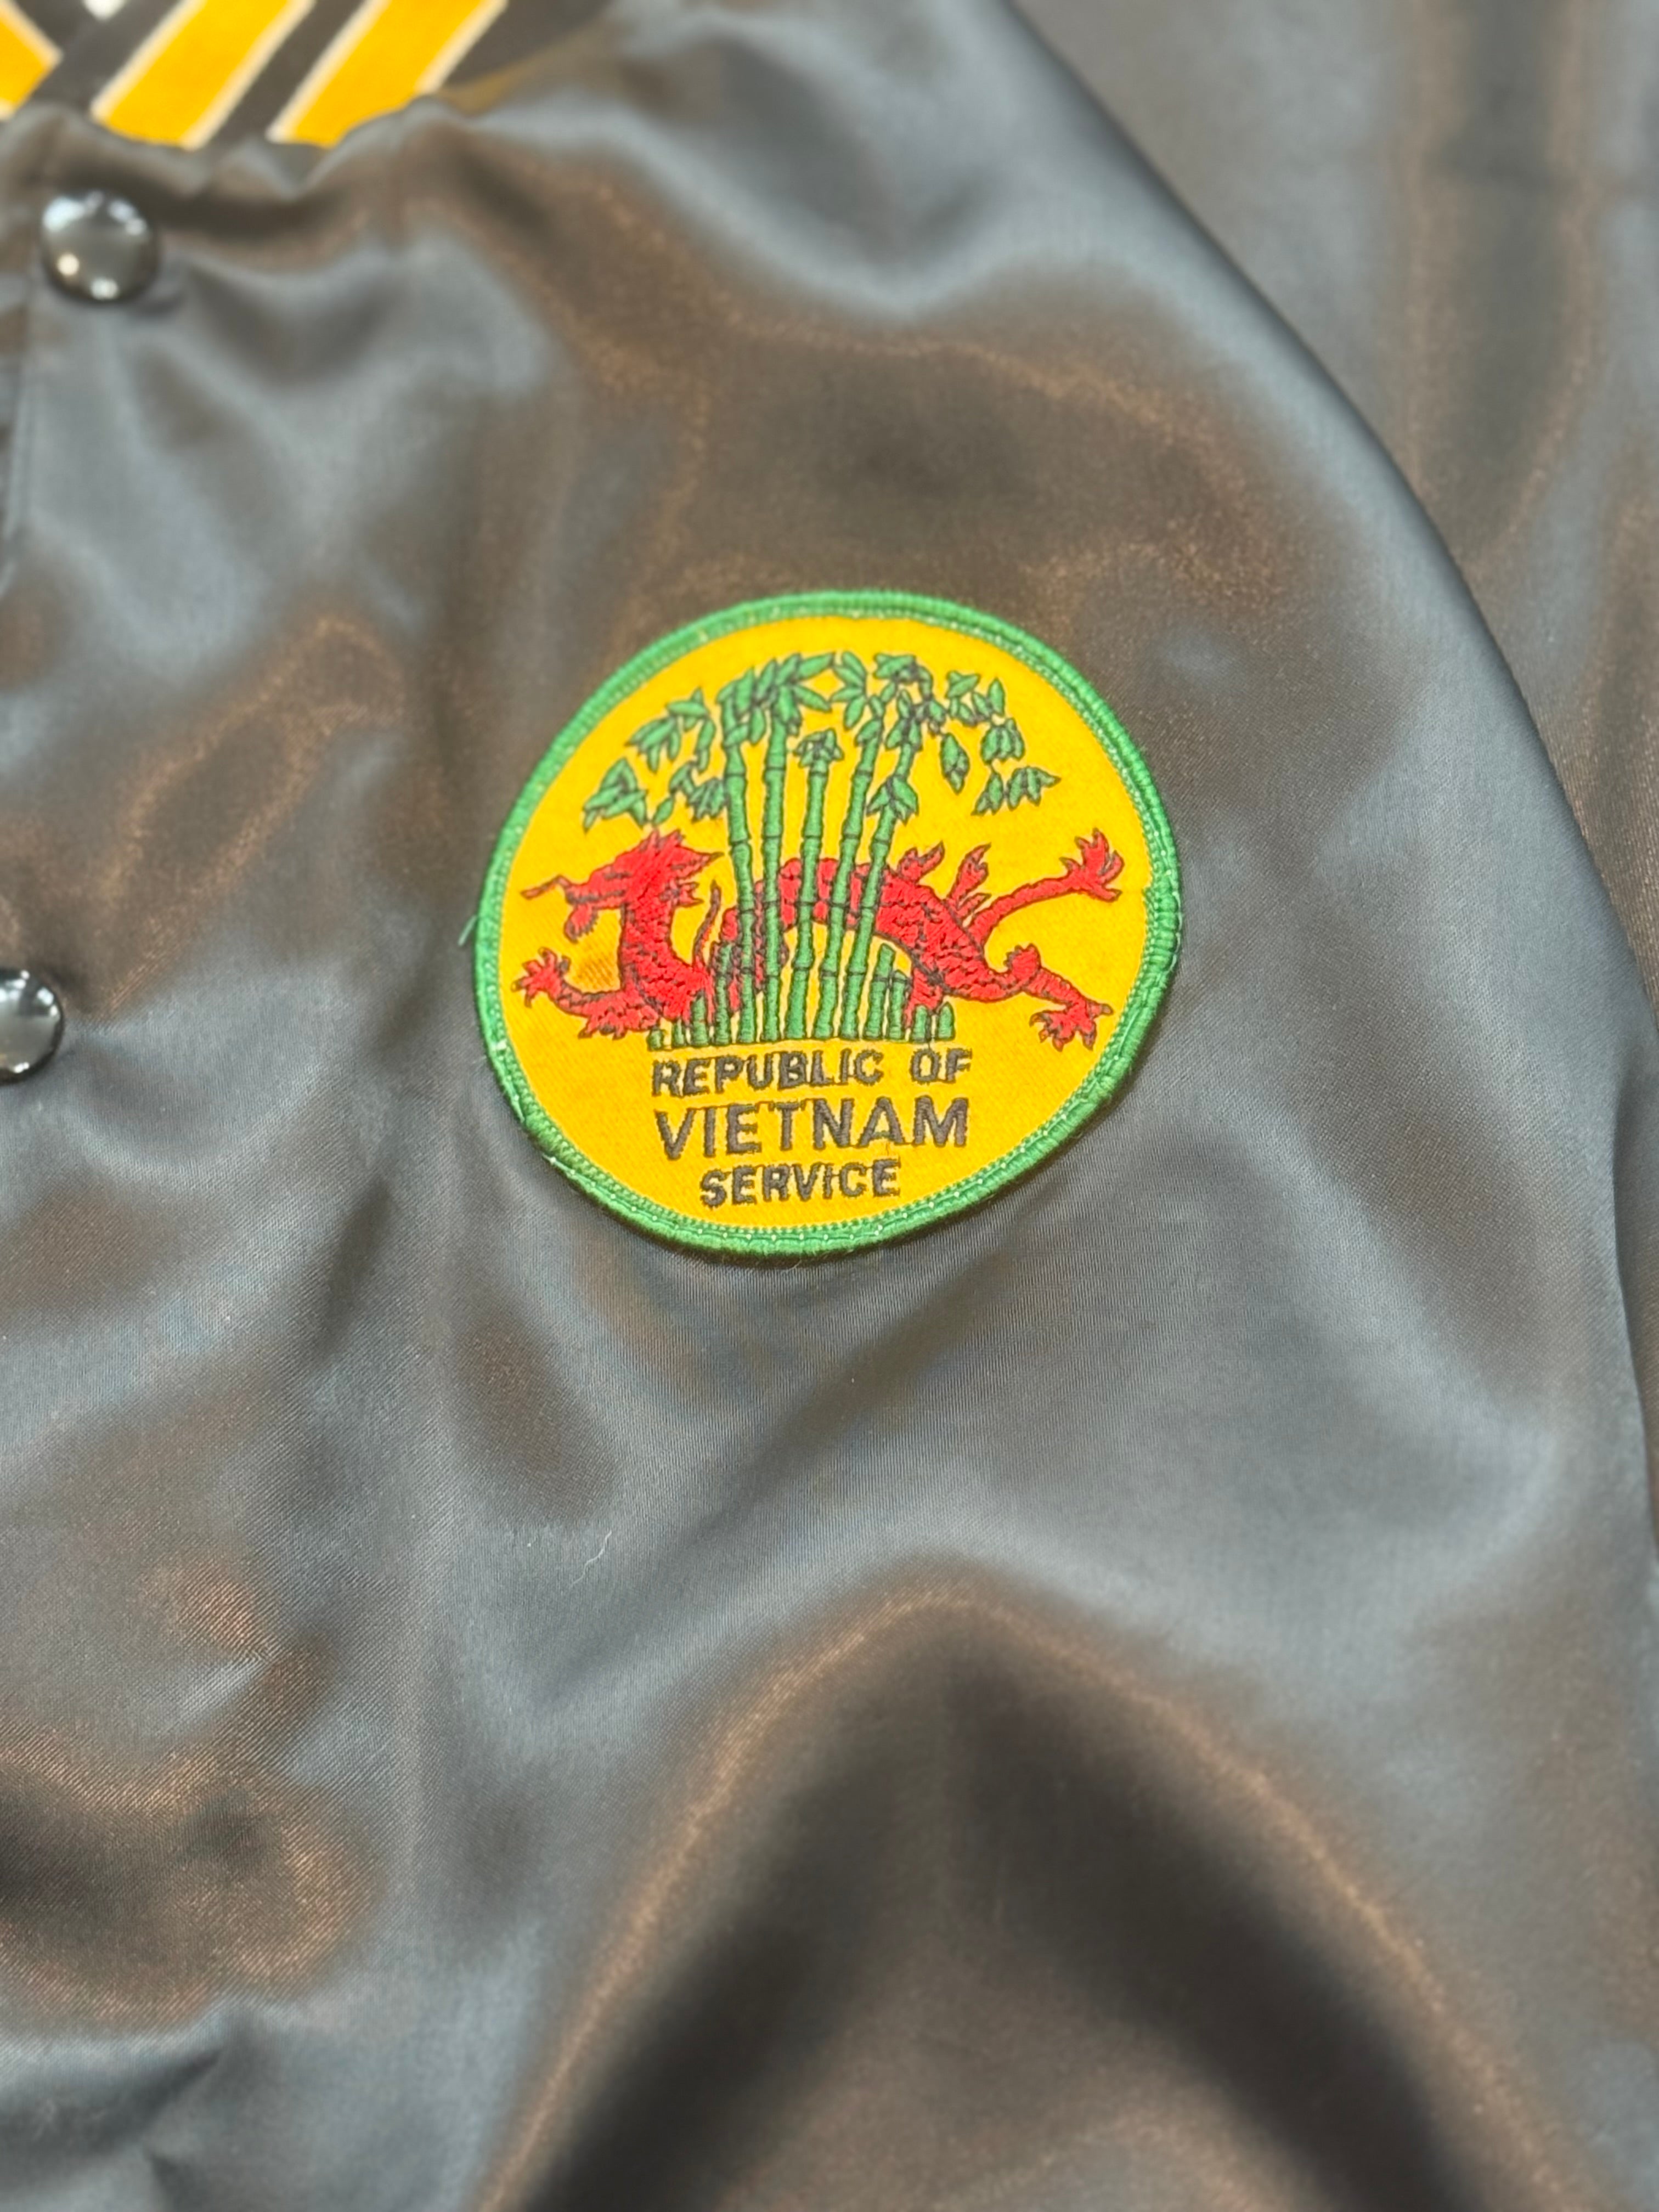 REPUBLIC OF
VIETNAM
SERVICE